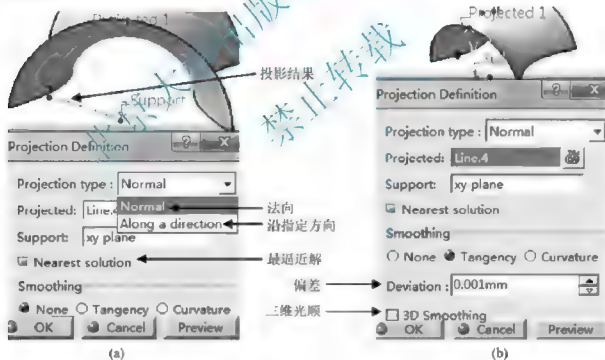 Projected 1
投影结果
Support
Projection Definition
Projection type : Normal
Normal
Along a direction
Projected: Line.4
Support: xy plane
Nearest solution
Smoothing
None Tangency Curvature
OK Cancel Preview
(a)
法向
沿指定方向
最逼近解
偏差
三维光顺
Projected 1
Projection Definition
Projection type : Normal
Projected: Line.4
Support: xy plane
Nearest solution
Smoothing
None Tangency Curvature
Deviation : 0.001mm
3D Smoothing
OK Cancel Preview
(b)
禁止转载